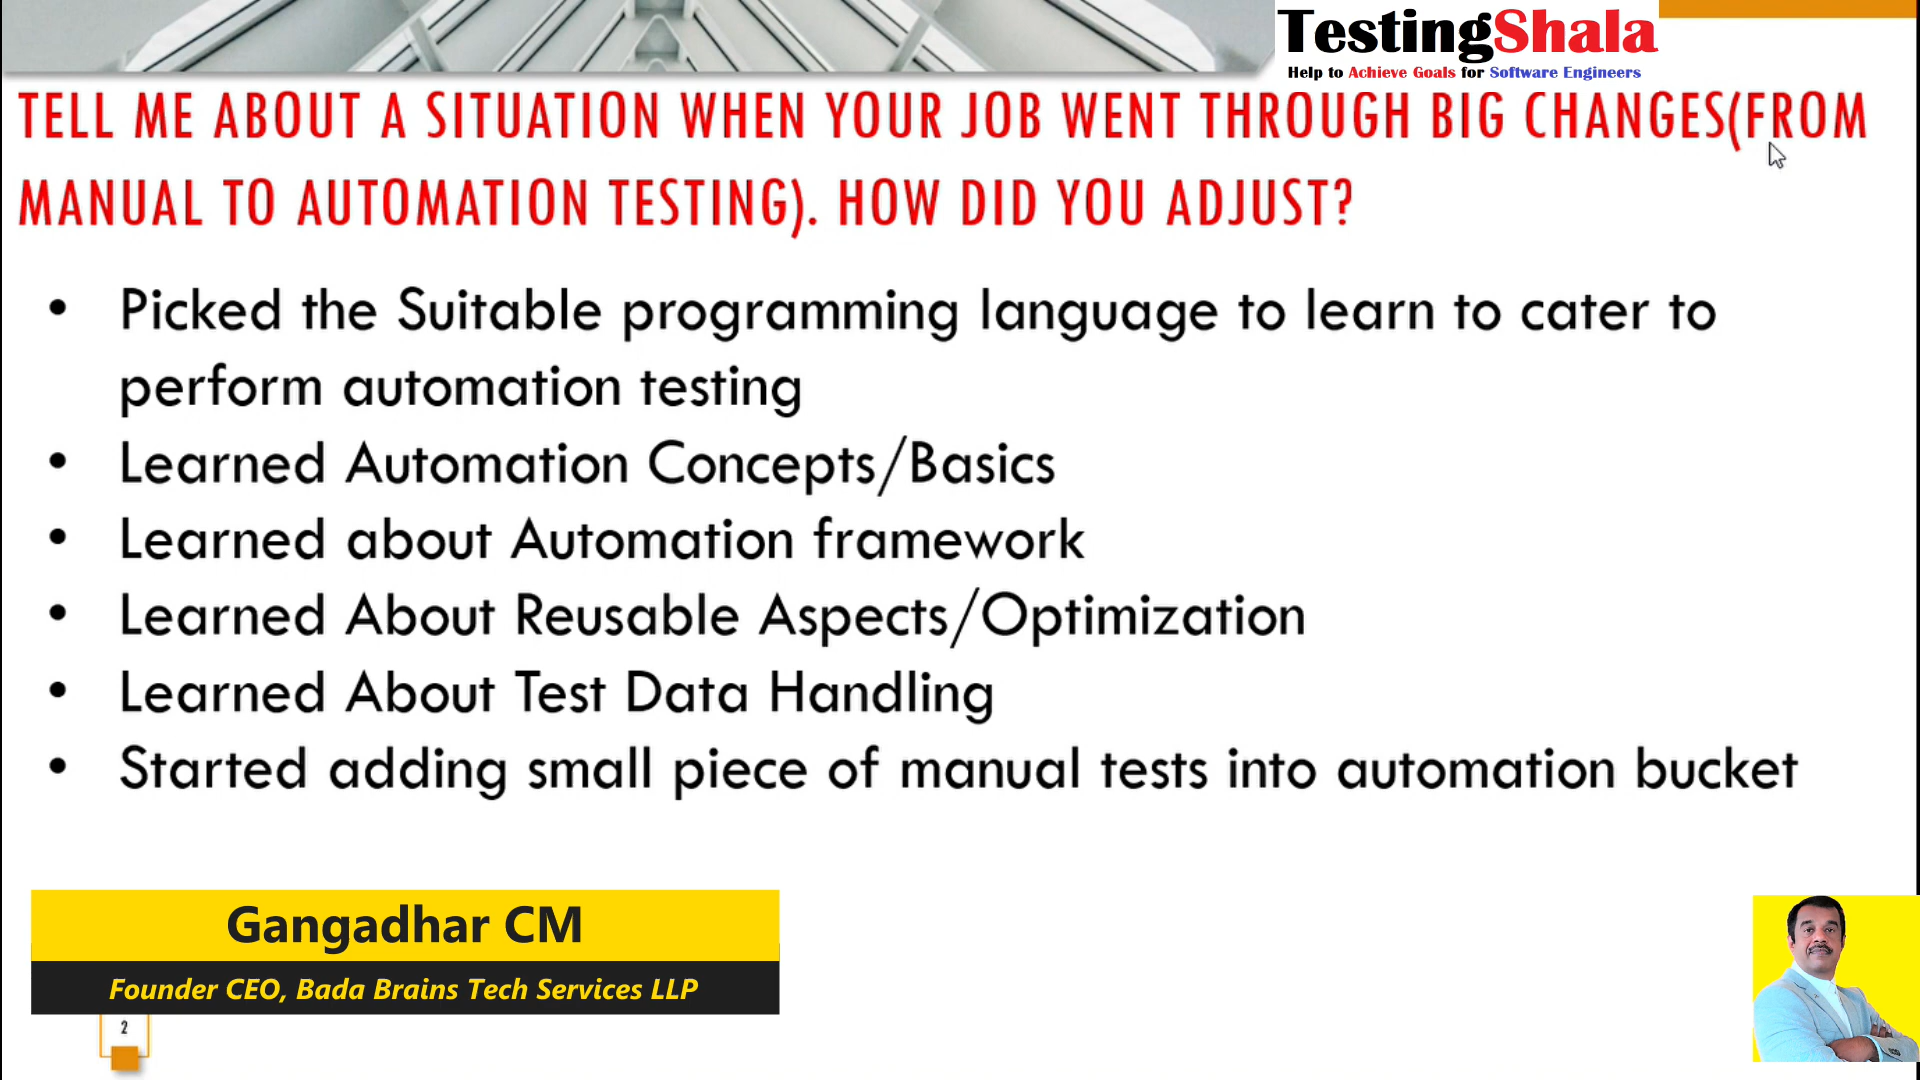 TestingShala
Help to Achieve Goals for Software Engineers
TELL ME ABOUT A SITUATION WHEN YOUR JOB WENT THROUGH BIG CHANGES(FROM
MANUAL TO AUTOMATION TESTING). HOW DID YOU ADJUST?
• Picked the Suitable programming language to learn to cater to
perform automation testing
• Learned Automation Concepts/Basics
• Learned about Automation framework
• Learned About Reusable Aspects/Optimization
• Learned About Test Data Handling
• Started adding small piece of manual tests into automation bucket
Gangadhar CM
Founder CEO, Bada Brains Tech Services LLP
2